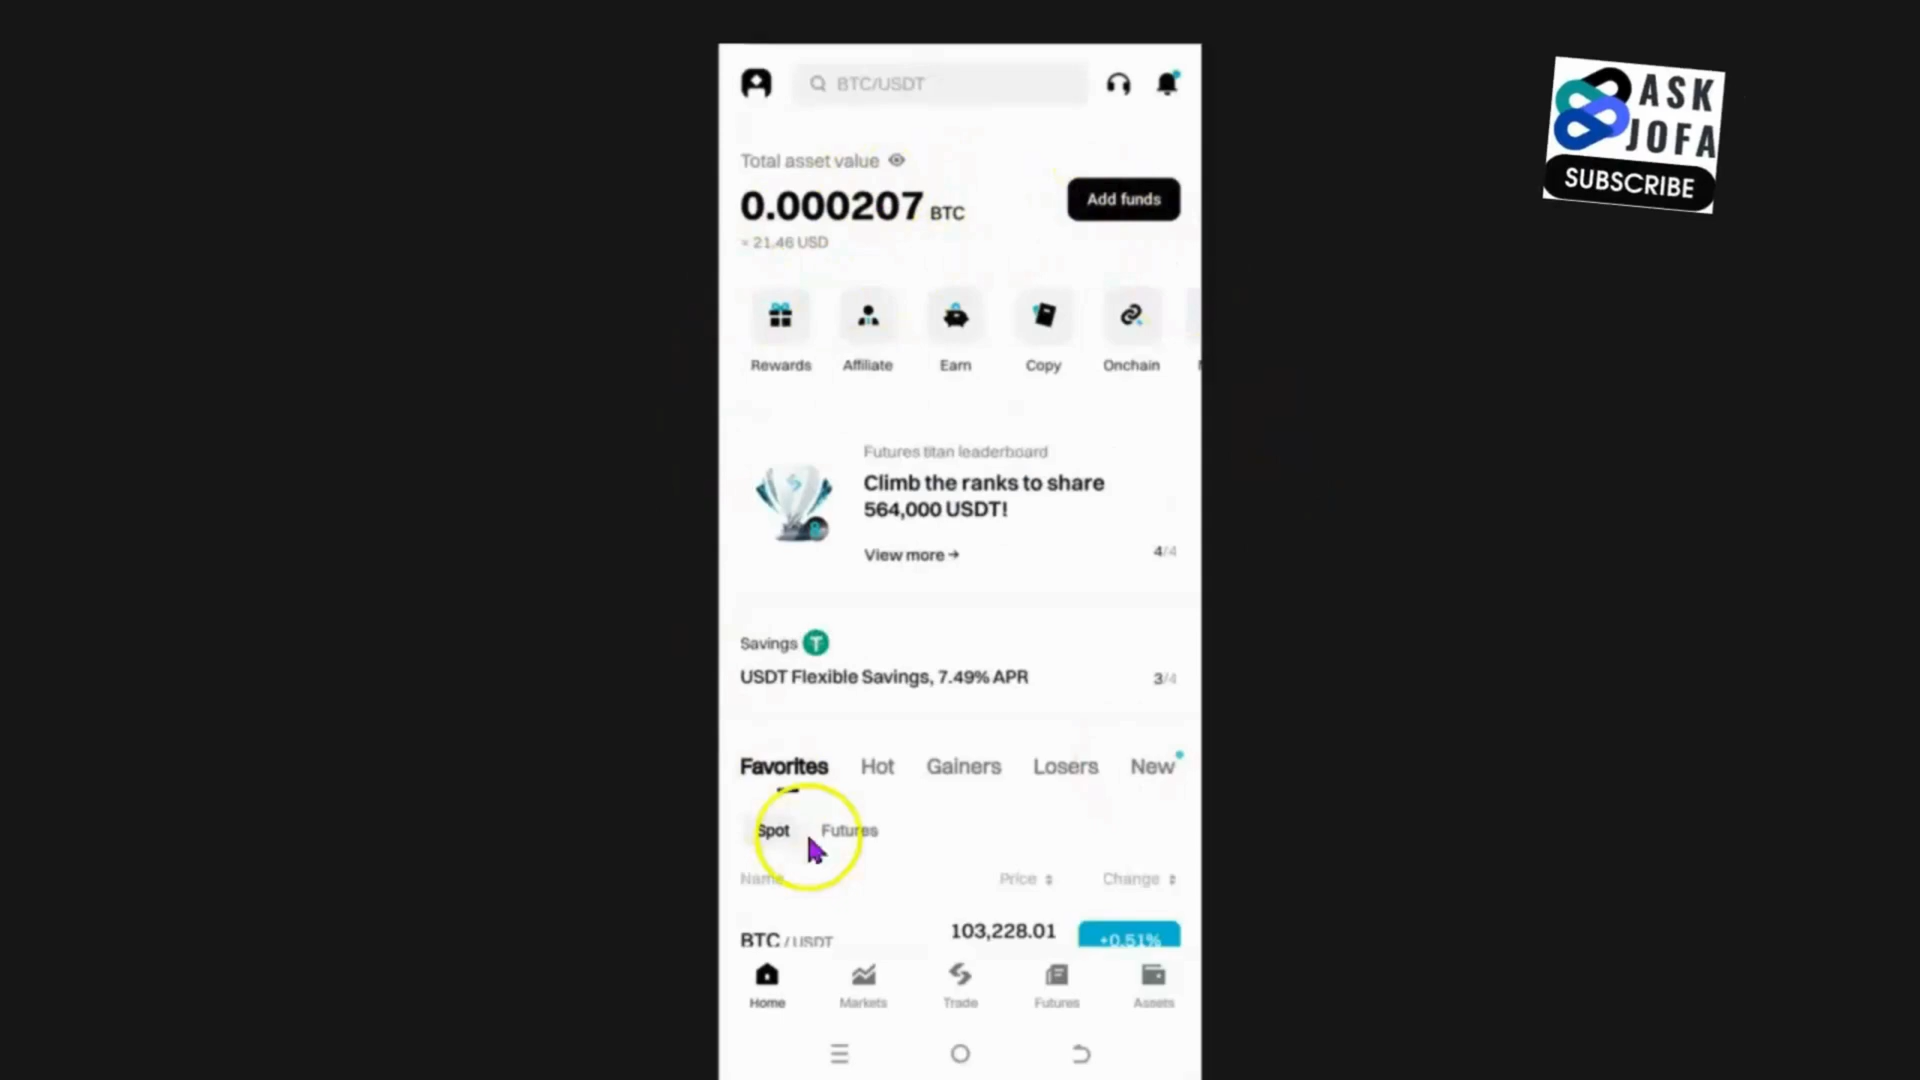 BTC/USDT
ASK
JOFA
SUBSCRIBE
Total asset value
0.000207 BTC
Add funds
≈ 21.46 USD
Rewards
Affiliate
Earn
Copy
Onchain
Futures titan leaderboard
Climb the ranks to share
564,000 USDT!
View more →
4/4
Savings
USDT Flexible Savings, 7.49% APR
3/4
Favorites
Hot
Gainers
Losers
New
Spot
Futures
Name
Price
Change
BTC / USDT
103,228.01
+0.51%
Home
Markets
Trade
Futures
Assets